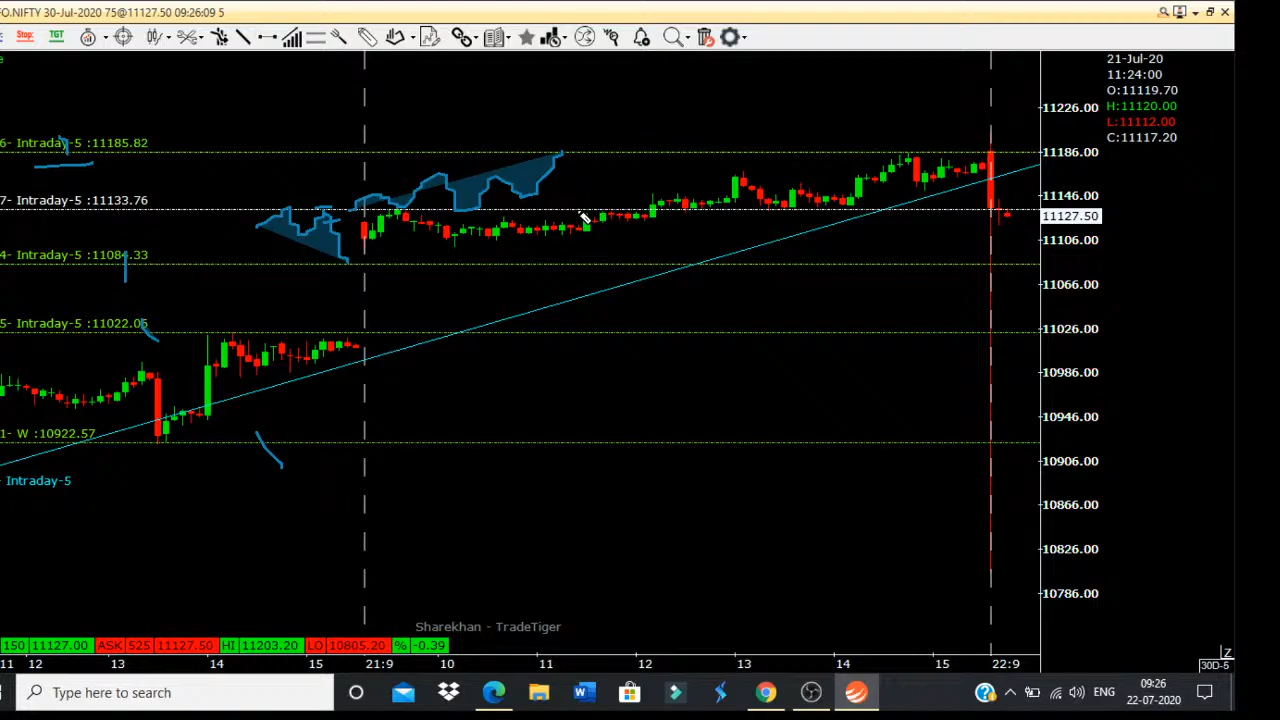 FO.NIFTY 30-Jul-2020 75@11127.50 09:26:09 5
Stop: TGT
e
21-Jul-20
11:24:00
O:11119.70
H:11120.00
L:11112.00
C:11117.20
6- Intraday-5 :11185.82
7- Intraday-5 :11133.76
4- Intraday-5 :11084.33
5- Intraday-5 :11022.05
1- W :10922.57
- Intraday-5
11226.00
11186.00
11146.00
11127.50
11106.00
11066.00
11026.00
10986.00
10946.00
10906.00
10866.00
10826.00
10786.00
Sharekhan - TradeTiger
150 11127.00 ASK 525 11127.50 HI 11203.20 LO 10805.20 % -0.39
Z
11 12 13 14 15 21:9 10 11 12 13 14 15 22:9 30D-5
Type here to search
ENG
09:26
22-07-2020